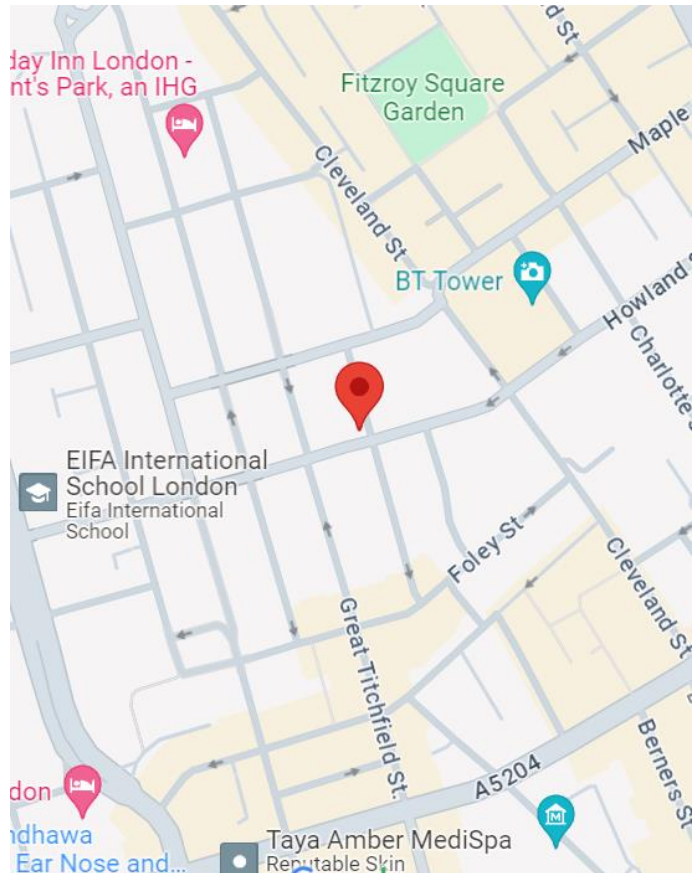 day Inn London -
nt's Park, an IHG
Fitzroy Square
Garden
d St
Maple
Cleveland St
BT Tower
Howland
Charlotte
EIFA International
School London
Eifa International
School
Foley St
Cleveland St
Great Titchfield St.
A5204
Berners St
don
ndhawa
Ear Nose and...
Taya Amber MediSpa
Reputable Skin
M